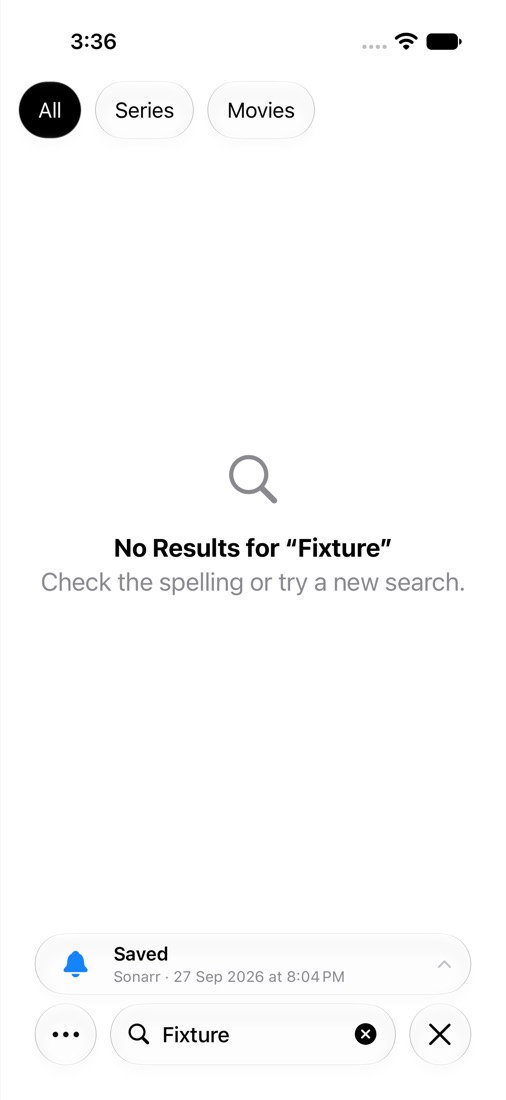 3:36
All
Series
Movies
No Results for “Fixture”
Check the spelling or try a new search.
Saved
Sonarr · 27 Sep 2026 at 8:04 PM
Fixture